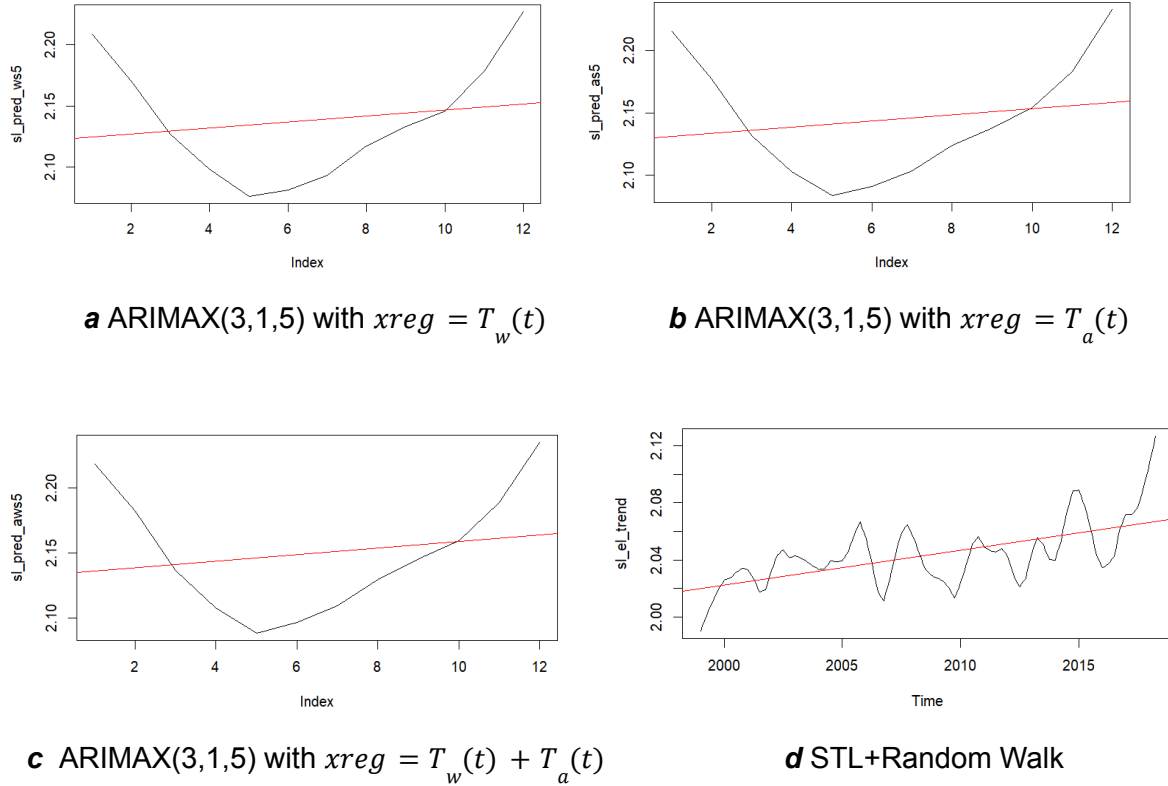 sl_pred_ws5
2.20
2.15
2.10
2 4 6 8 10 12
Index
a ARIMAX(3,1,5) with xreg = T_w(t)
sl_pred_as5
2.20
2.15
2.10
2 4 6 8 10 12
Index
b ARIMAX(3,1,5) with xreg = T_a(t)
sl_pred_aws5
2.20
2.15
2.10
2 4 6 8 10 12
Index
c ARIMAX(3,1,5) with xreg = T_w(t) + T_a(t)
sl_el_trend
2.12
2.08
2.04
2.00
2000 2005 2010 2015
Time
d STL+Random Walk